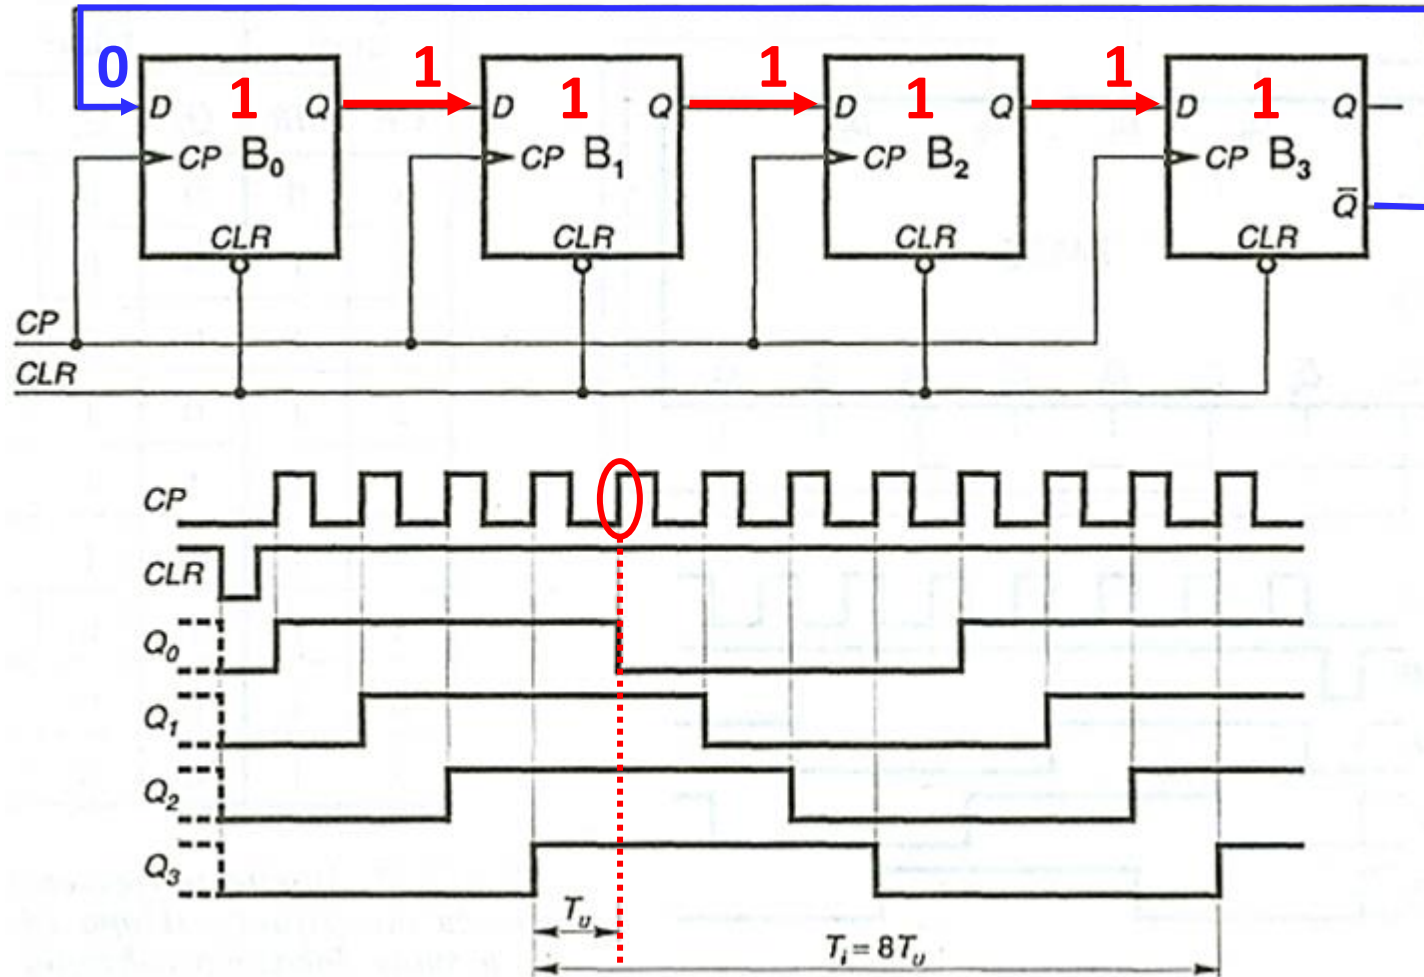 0 1 1 1 1 1 1 1
D Q D Q D Q D Q
CP B₀ CP B₁ CP B₂ CP B₃
Q̅
CLR CLR CLR CLR
CP
CLR
CP
CLR
Q₀
Q₁
Q₂
Q₃
Tᵤ
Tᵢ=8Tᵤ